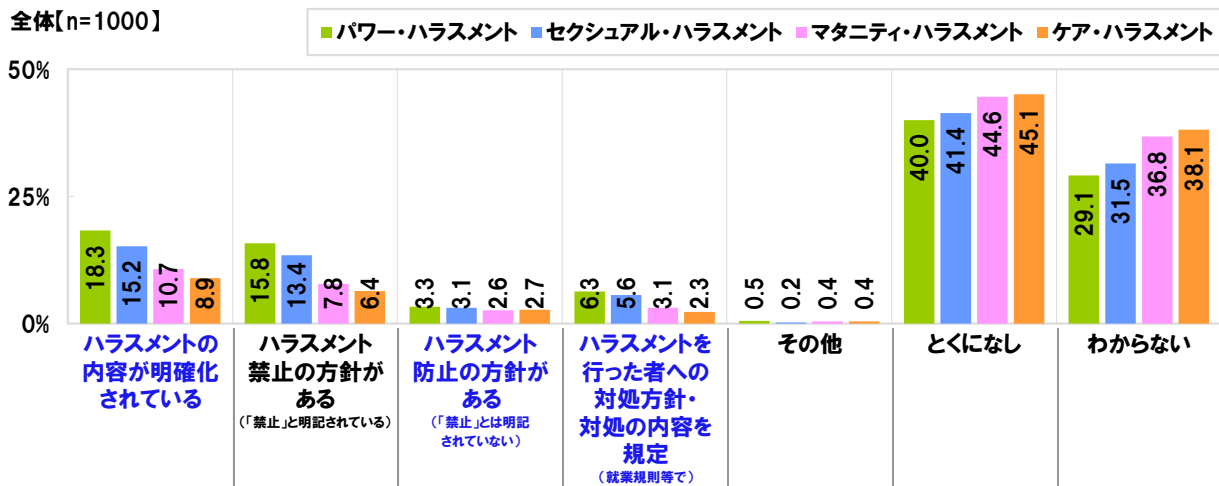 全体【n=1000】
パワー・ハラスメント セクシュアル・ハラスメント マタニティ・ハラスメント ケア・ハラスメント
50%
25%
0%
18.3 15.2 10.7 8.9
15.8 13.4 7.8 6.4
3.3 3.1 2.6 2.7
6.3 5.6 3.1 2.3
0.5 0.2 0.4 0.4
40.0 41.4 44.6 45.1
29.1 31.5 36.8 38.1
ハラスメントの
内容が明確化
されている
ハラスメント
禁止の方針が
ある
(「禁止」と明記されている)
ハラスメント
防止の方針が
ある
(「禁止」とは明記
されていない)
ハラスメントを
行った者への
対処方針・
対処の内容を
規定
(就業規則等で)
その他
とくになし
わからない